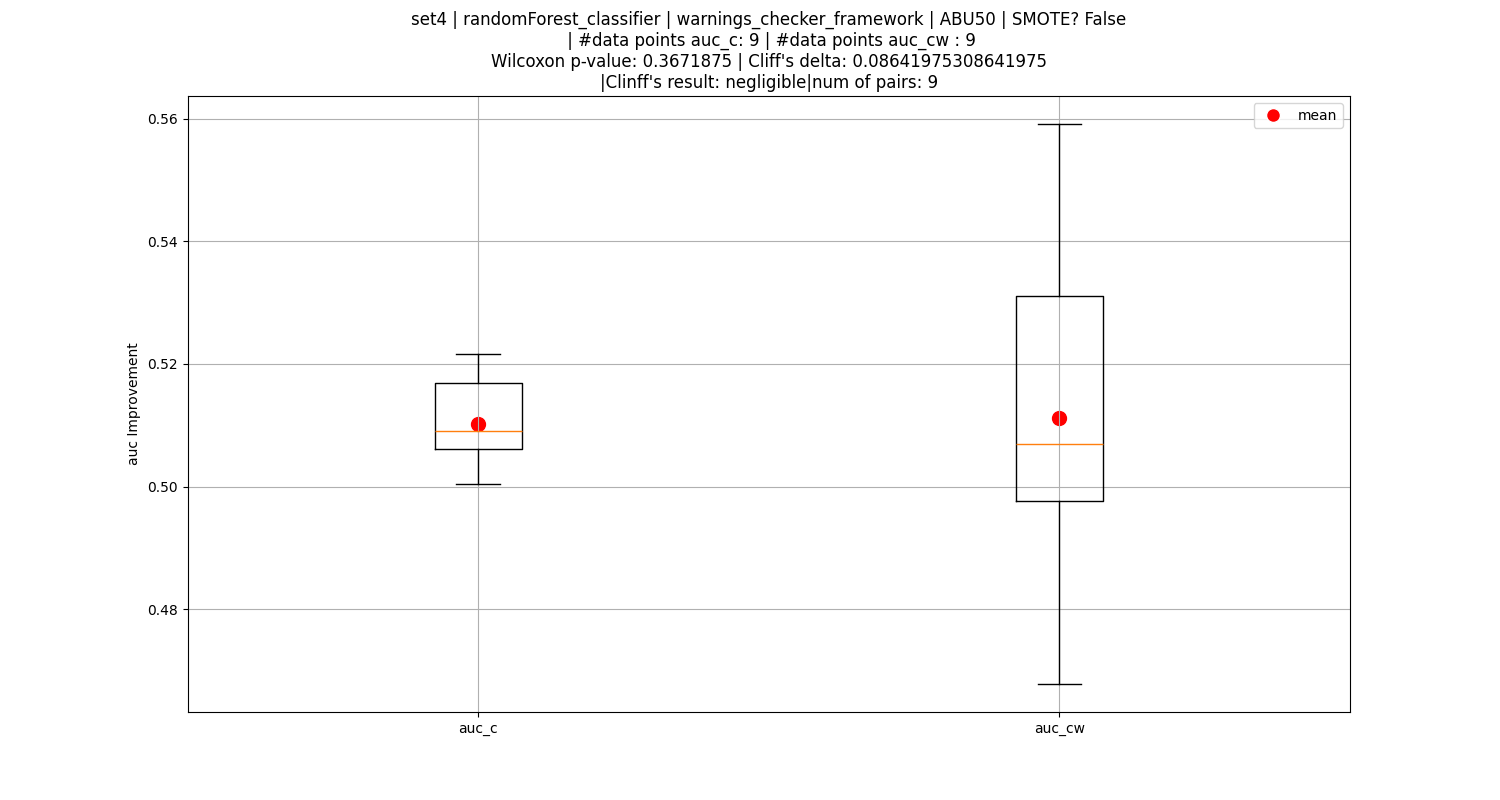 set4 | randomForest_classifier | warnings_checker_framework | ABU50 | SMOTE? False
| #data points auc_c: 9 | #data points auc_cw : 9
Wilcoxon p-value: 0.3671875 | Cliff's delta: 0.08641975308641975
|Clinff's result: negligible|num of pairs: 9
mean
0.56
0.54
0.52
0.50
0.48
auc Improvement
auc_c
auc_cw